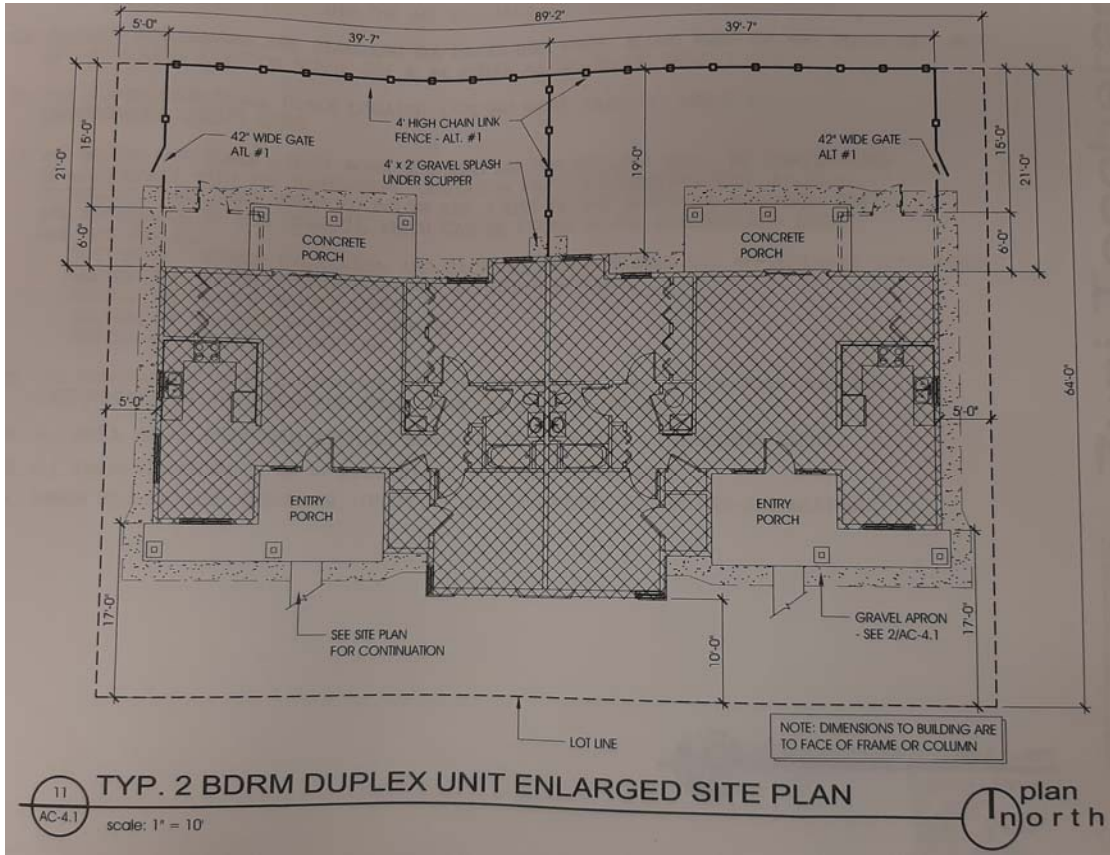 89'-2"
5'-0"
39'-7"
39'-7"
4' HIGH CHAIN LINK
FENCE - ALT. #1
42" WIDE GATE
ATL #1
4' x 2' GRAVEL SPLASH
UNDER SCUPPER
42" WIDE GATE
ALT #1
21'-0"
15'-0"
6'-0"
19'-0"
15'-0"
21'-0"
6'-0"
CONCRETE
PORCH
CONCRETE
PORCH
64'-0"
5'-0"
5'-0"
ENTRY
PORCH
ENTRY
PORCH
17'-0"
SEE SITE PLAN
FOR CONTINUATION
10'-0"
GRAVEL APRON
- SEE 2/AC-4.1
17'-0"
LOT LINE
NOTE: DIMENSIONS TO BUILDING ARE
TO FACE OF FRAME OR COLUMN
11
AC-4.1
TYP. 2 BDRM DUPLEX UNIT ENLARGED SITE PLAN
scale: 1" = 10'
plan
north